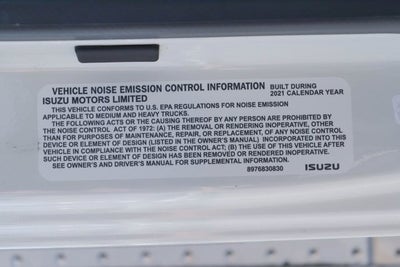 VEHICLE NOISE EMISSION CONTROL INFORMATION BUILT DURING
ISUZU MOTORS LIMITED 2021 CALENDAR YEAR
THIS VEHICLE CONFORMS TO U.S. EPA REGULATIONS FOR NOISE EMISSION
APPLICABLE TO MEDIUM AND HEAVY TRUCKS.
THE FOLLOWING ACTS OR THE CAUSING THEREOF BY ANY PERSON ARE PROHIBITED BY
THE NOISE CONTROL ACT OF 1972: (A) THE REMOVAL OR RENDERING INOPERATIVE, OTHER
THAN FOR PURPOSES OF MAINTENANCE, REPAIR, OR REPLACEMENT, OF ANY NOISE CONTROL
DEVICE OR ELEMENT OF DESIGN (LISTED IN THE OWNER'S MANUAL) INCORPORATED INTO THIS
VEHICLE IN COMPLIANCE WITH THE NOISE CONTROL ACT; (B) THE USE OF THIS VEHICLE AFTER
SUCH DEVICE OR ELEMENT OF DESIGN HAS BEEN REMOVED OR RENDERED INOPERATIVE.
SEE OWNER'S AND DRIVER'S MANUAL FOR SUPPLEMENTAL INFORMATION.
8976830830 ISUZU